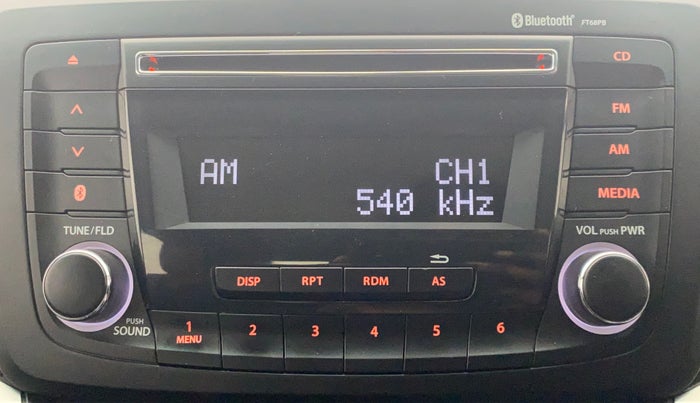 Bluetooth® FT68PB
CD
FM
AM
MEDIA
AM CH1
540 kHz
TUNE/FLD
VOL PUSH PWR
DISP RPT RDM AS
PUSH
SOUND
1 2 3 4 5 6
MENU